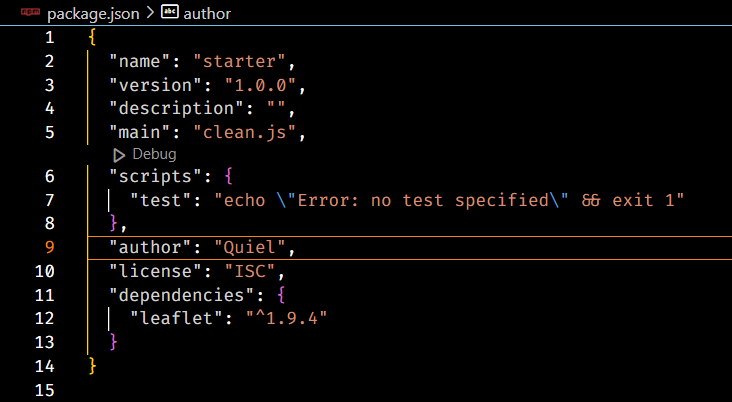 package.json > author
1 {
2 "name": "starter",
3 "version": "1.0.0",
4 "description": "",
5 "main": "clean.js",
Debug
6 "scripts": {
7 "test": "echo \"Error: no test specified\" && exit 1"
8 },
9 "author": "Quiel",
10 "license": "ISC",
11 "dependencies": {
12 "leaflet": "^1.9.4"
13 }
14 }
15